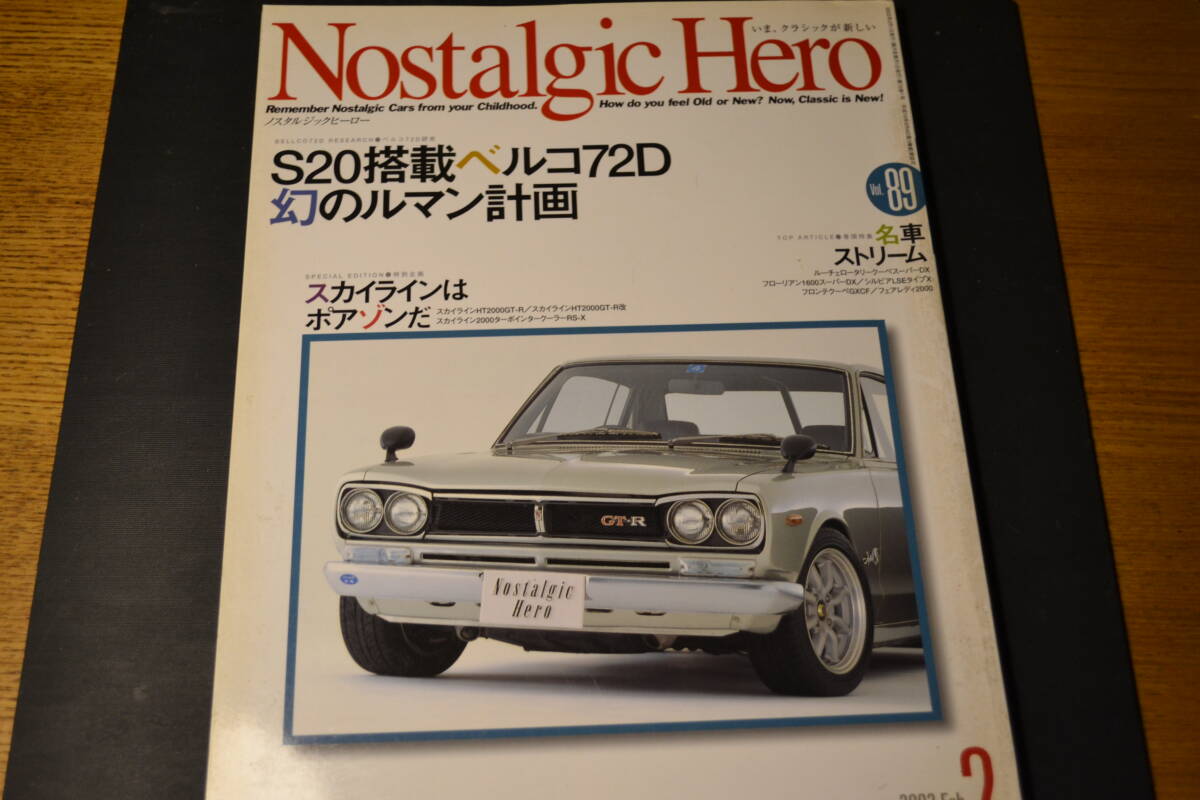 いま、クラシックが新しい
Nostalgic Hero
Remember Nostalgic Cars from your Childhood. How do you feel Old or New? Now, Classic is New!
ノスタルジックヒーロー
BELLCO72D RESEARCH●ベルコ72D研究
S20搭載ベルコ72D
幻のルマン計画
Vol. 89
TOP ARTICLE●巻頭特集 名車
ストリーム
ルーチェロータリークーペスーパーDX
フローリアン1600スーパーDX／シルビアLSEタイプX
フロンテクーペGXCF／フェアレディ2000
SPECIAL EDITION●特別企画
スカイラインは
ポアゾンだ
スカイラインHT2000GT-R／スカイラインHT2000GT-R改
スカイライン2000ターボインタークーラーRS-X
GT-R
Nostalgic
Hero
2002 Feb.
2